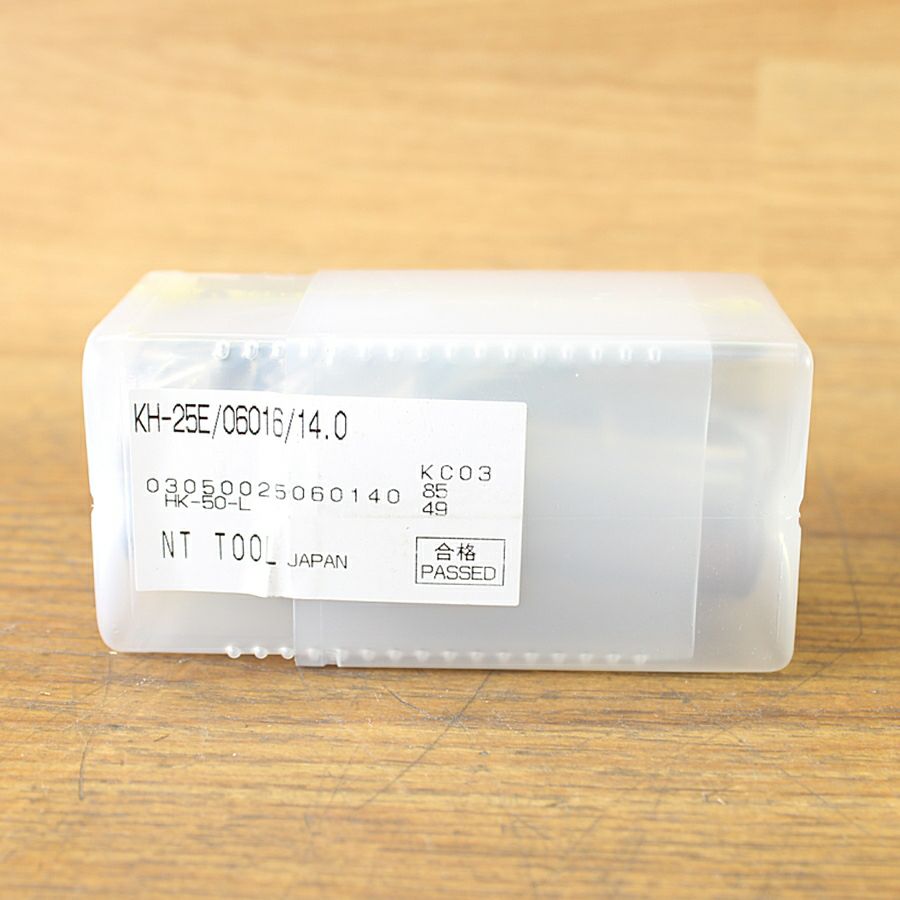 KH-25E/06016/14.0
KC03
03050025060140 85
HK-50-L 49
NT TOOL JAPAN
合格
PASSED